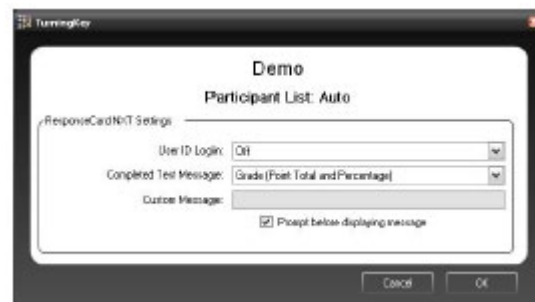 TurningKey
Demo
Participant List: Auto
ResponseCard NXT Settings
User ID Login: Off
Completed Test Message: Grade (Point Total and Percentage)
Custom Message:
Prompt before displaying message
Cancel OK